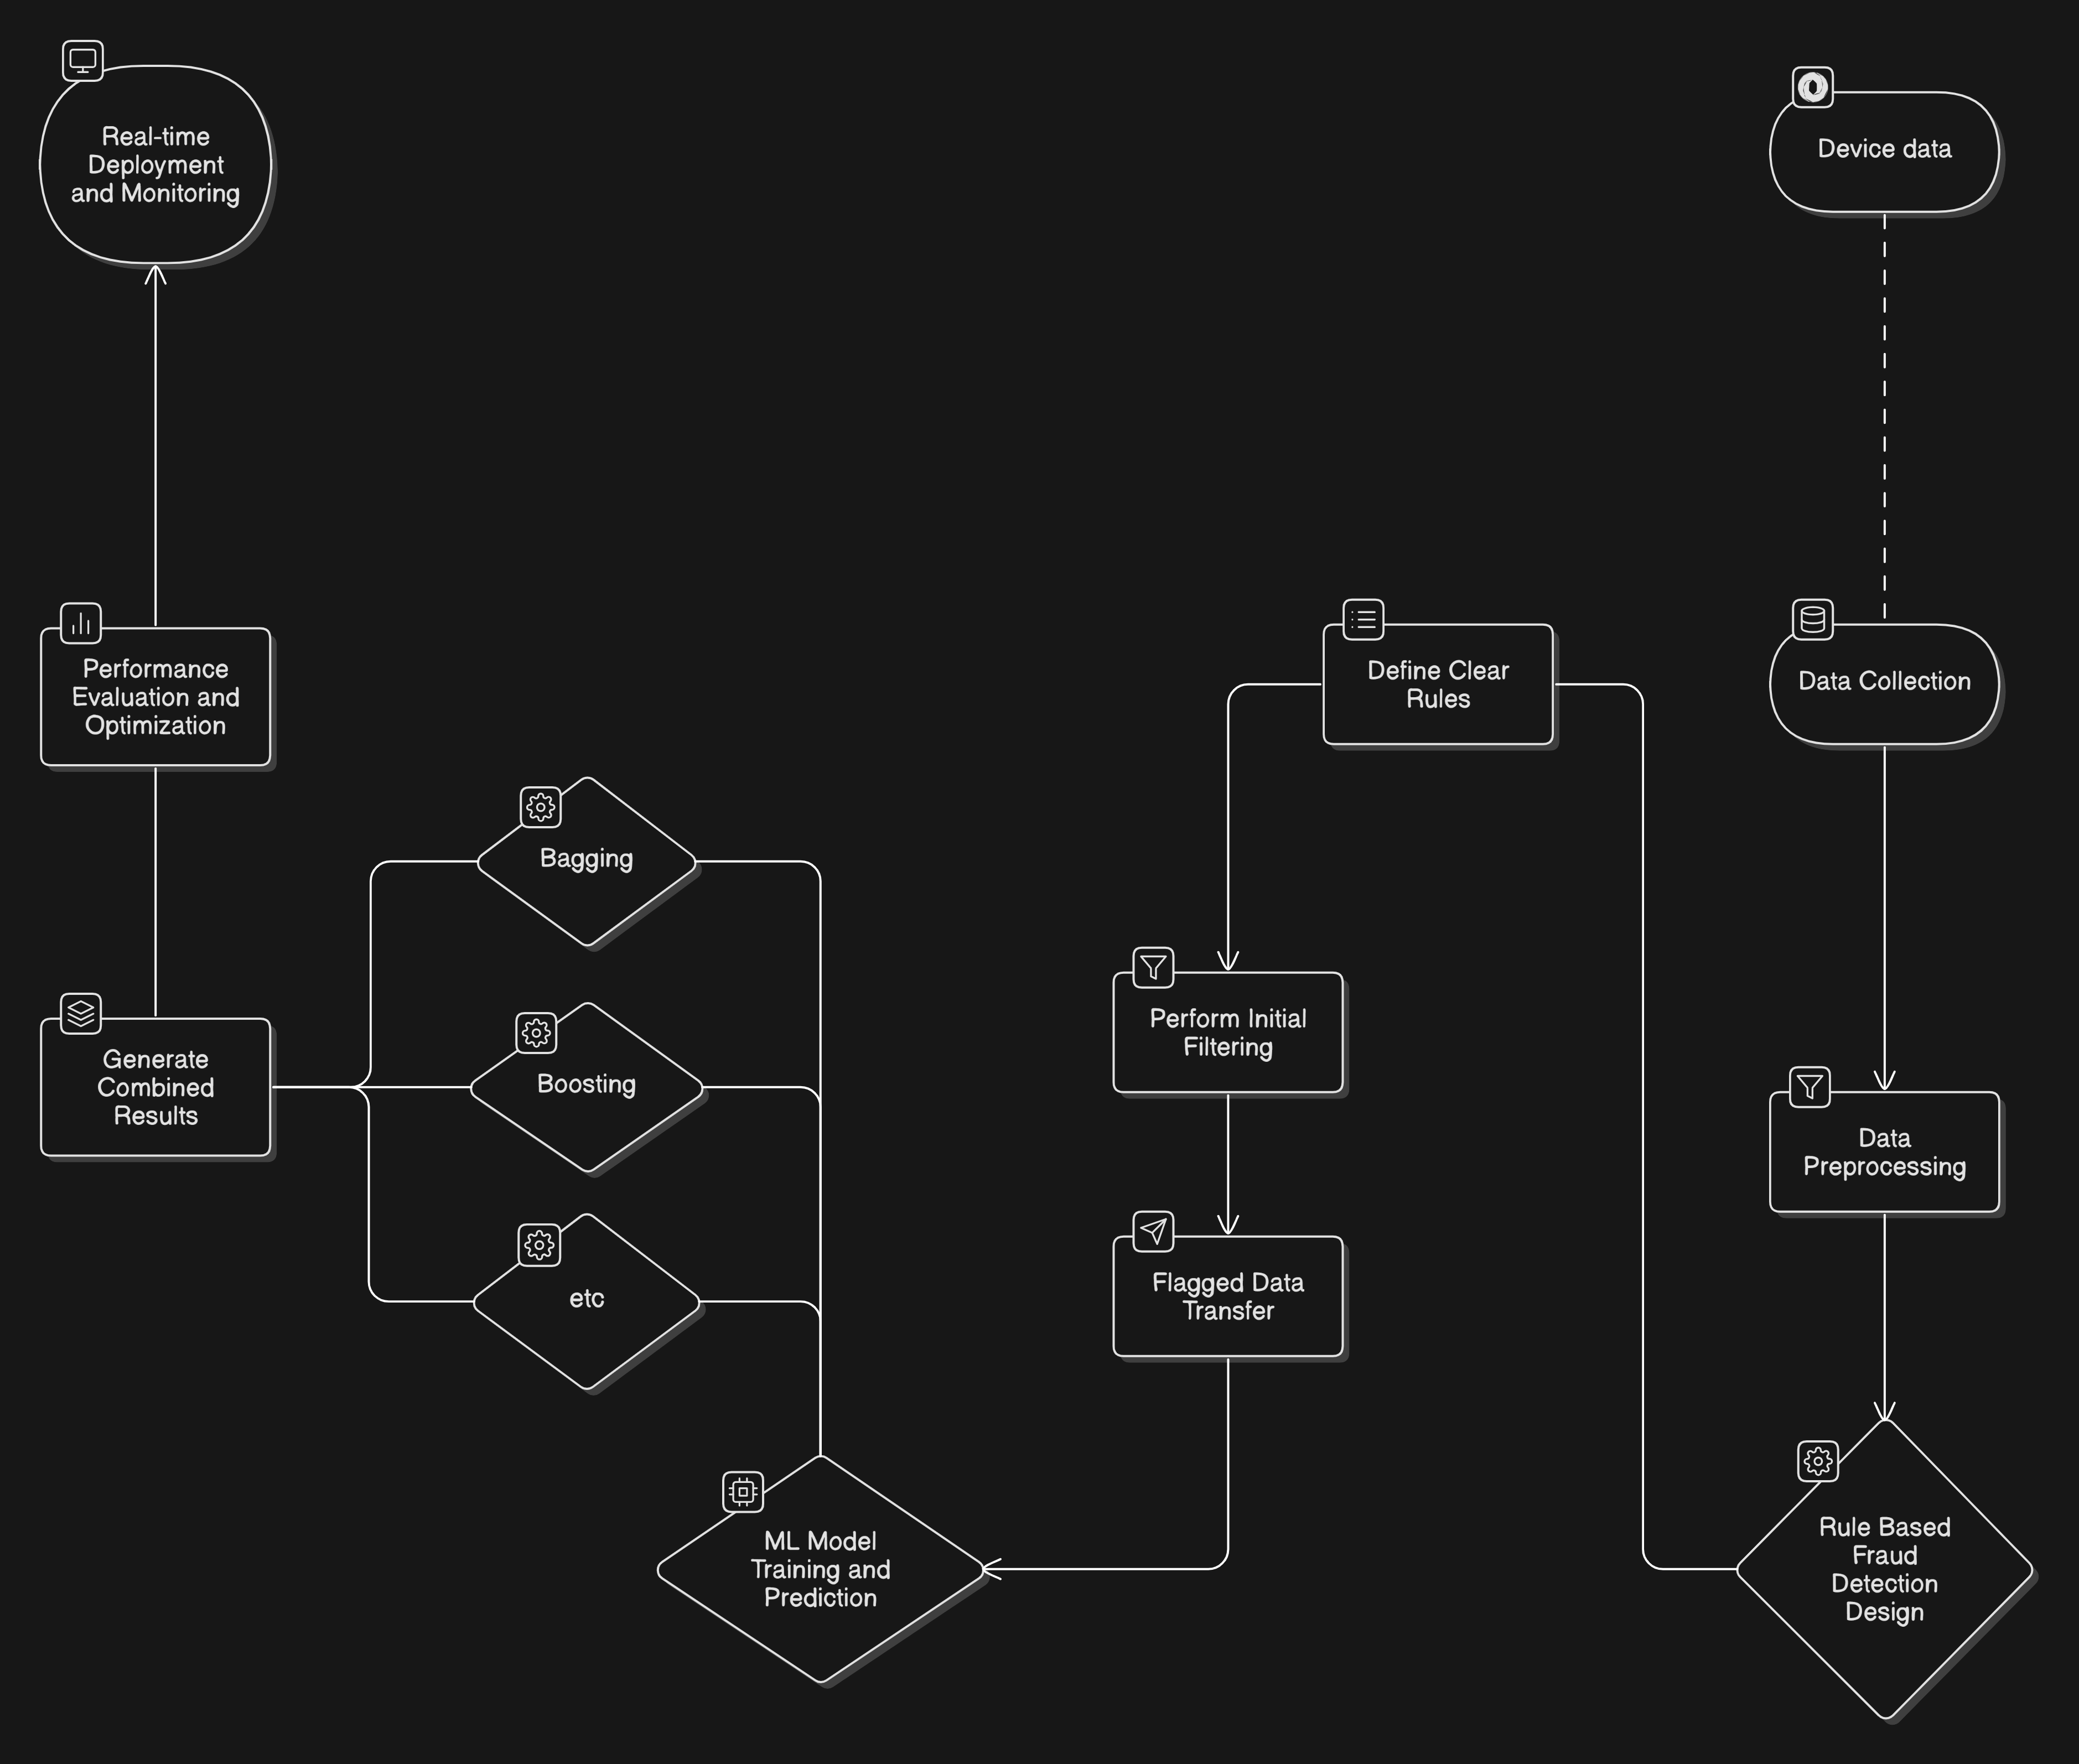 Real-time
Deployment
and Monitoring
Device data
Performance
Evaluation and
Optimization
Define Clear
Rules
Data Collection
Bagging
Perform Initial
Filtering
Generate
Combined
Results
Boosting
Data
Preprocessing
etc
Flagged Data
Transfer
ML Model
Training and
Prediction
Rule Based
Fraud
Detection
Design